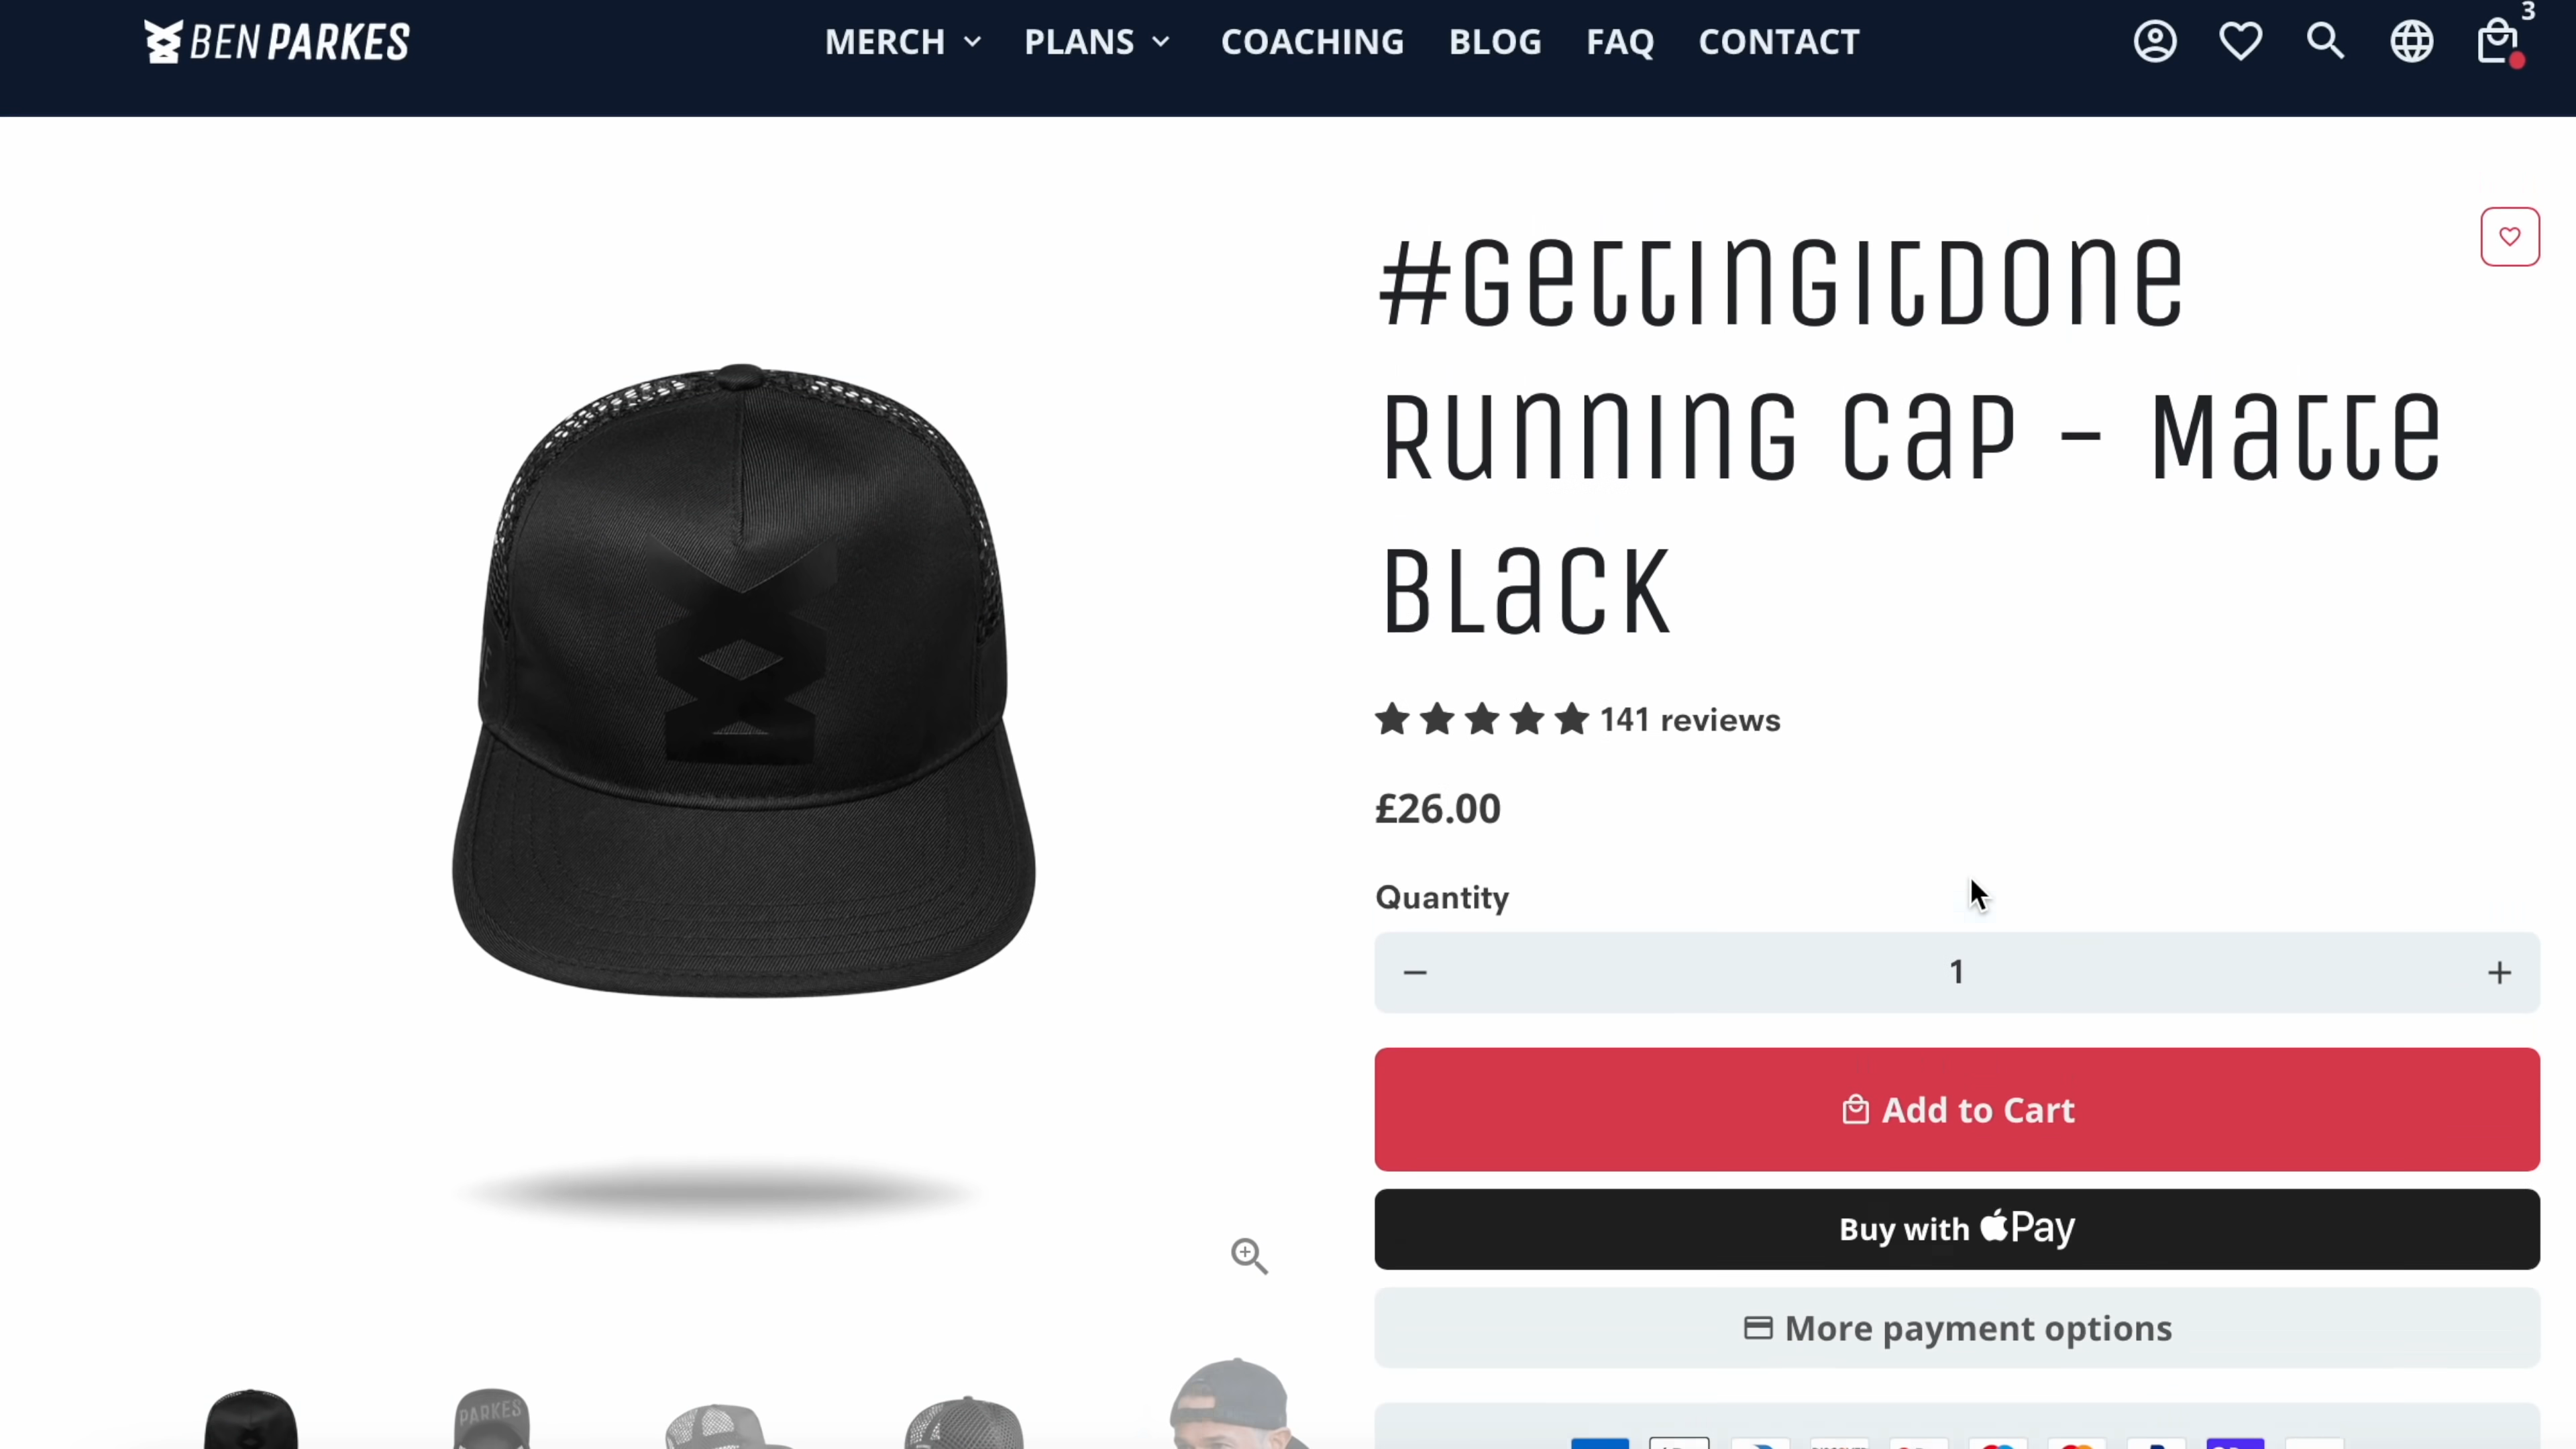 BEN PARKES
MERCH PLANS COACHING BLOG FAQ CONTACT
3
#GettingItDone
Running Cap - Matte
Black
141 reviews
£26.00
Quantity
− 1 +
Add to Cart
Buy with Pay
More payment options
PARKES